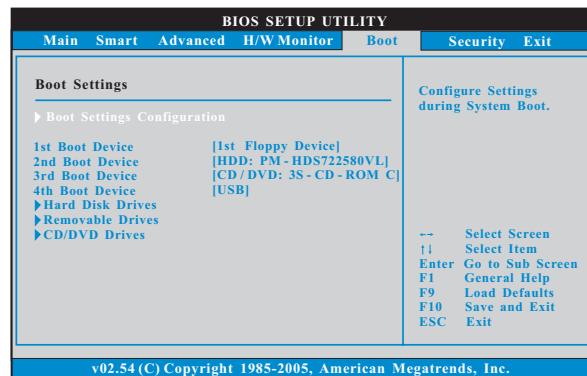 BIOS SETUP UTILITY
Main Smart Advanced H/W Monitor Boot Security Exit
Boot Settings
Boot Settings Configuration
1st Boot Device [1st Floppy Device]
2nd Boot Device [HDD: PM - HDS722580VL]
3rd Boot Device [CD / DVD: 3S - CD - ROM C]
4th Boot Device [USB]
Hard Disk Drives
Removable Drives
CD/DVD Drives
Configure Settings
during System Boot.
←→ Select Screen
↑↓ Select Item
Enter Go to Sub Screen
F1 General Help
F9 Load Defaults
F10 Save and Exit
ESC Exit
v02.54 (C) Copyright 1985-2005, American Megatrends, Inc.